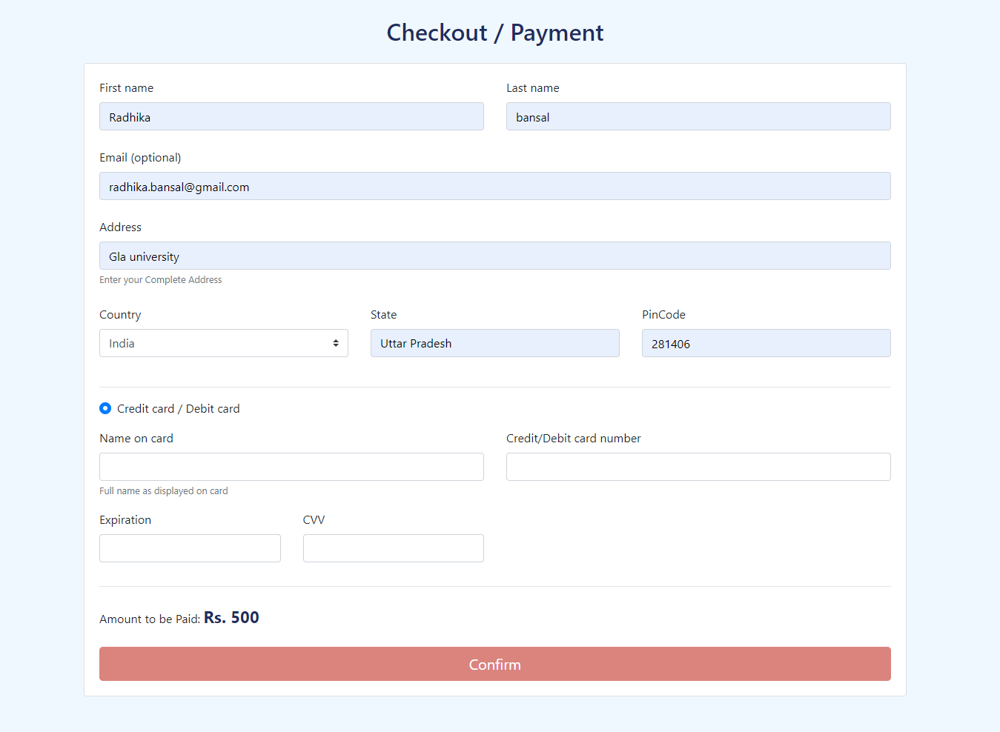 Checkout / Payment
First name Last name
Radhika bansal
Email (optional)
radhika.bansal@gmail.com
Address
Gla university
Enter your Complete Address
Country State PinCode
India Uttar Pradesh 281406
Credit card / Debit card
Name on card Credit/Debit card number
Full name as displayed on card
Expiration CVV
Amount to be Paid: Rs. 500
Confirm